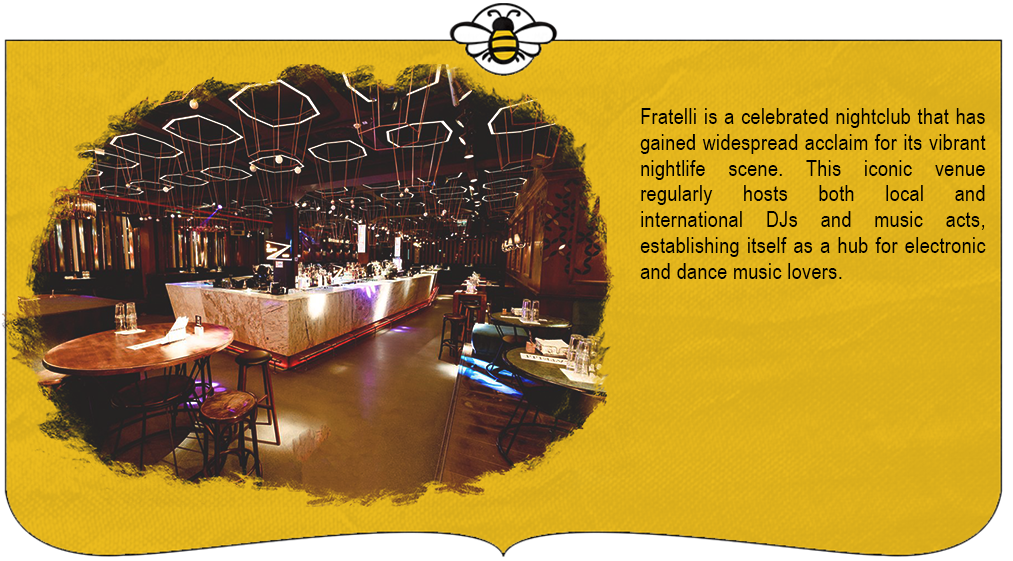 Fratelli is a celebrated nightclub that has
gained widespread acclaim for its vibrant
nightlife scene. This iconic venue
regularly hosts both local and
international DJs and music acts,
establishing itself as a hub for electronic
and dance music lovers.